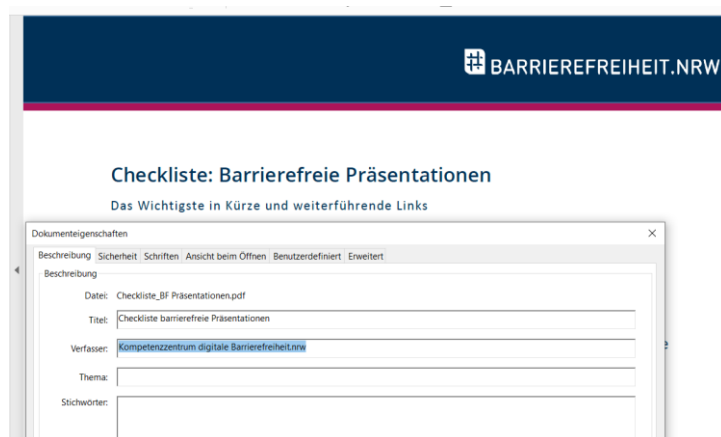 BARRIEREFREIHEIT.NRW
Checkliste: Barrierefreie Präsentationen
Das Wichtigste in Kürze und weiterführende Links
Dokumenteigenschaften
Beschreibung Sicherheit Schriften Ansicht beim Öffnen Benutzerdefiniert Erweitert
Beschreibung
Datei: Checkliste_BF Präsentationen.pdf
Titel: Checkliste barrierefreie Präsentationen
Verfasser: Kompetenzzentrum digitale Barrierefreiheit.nrw
Thema:
Stichwörter: